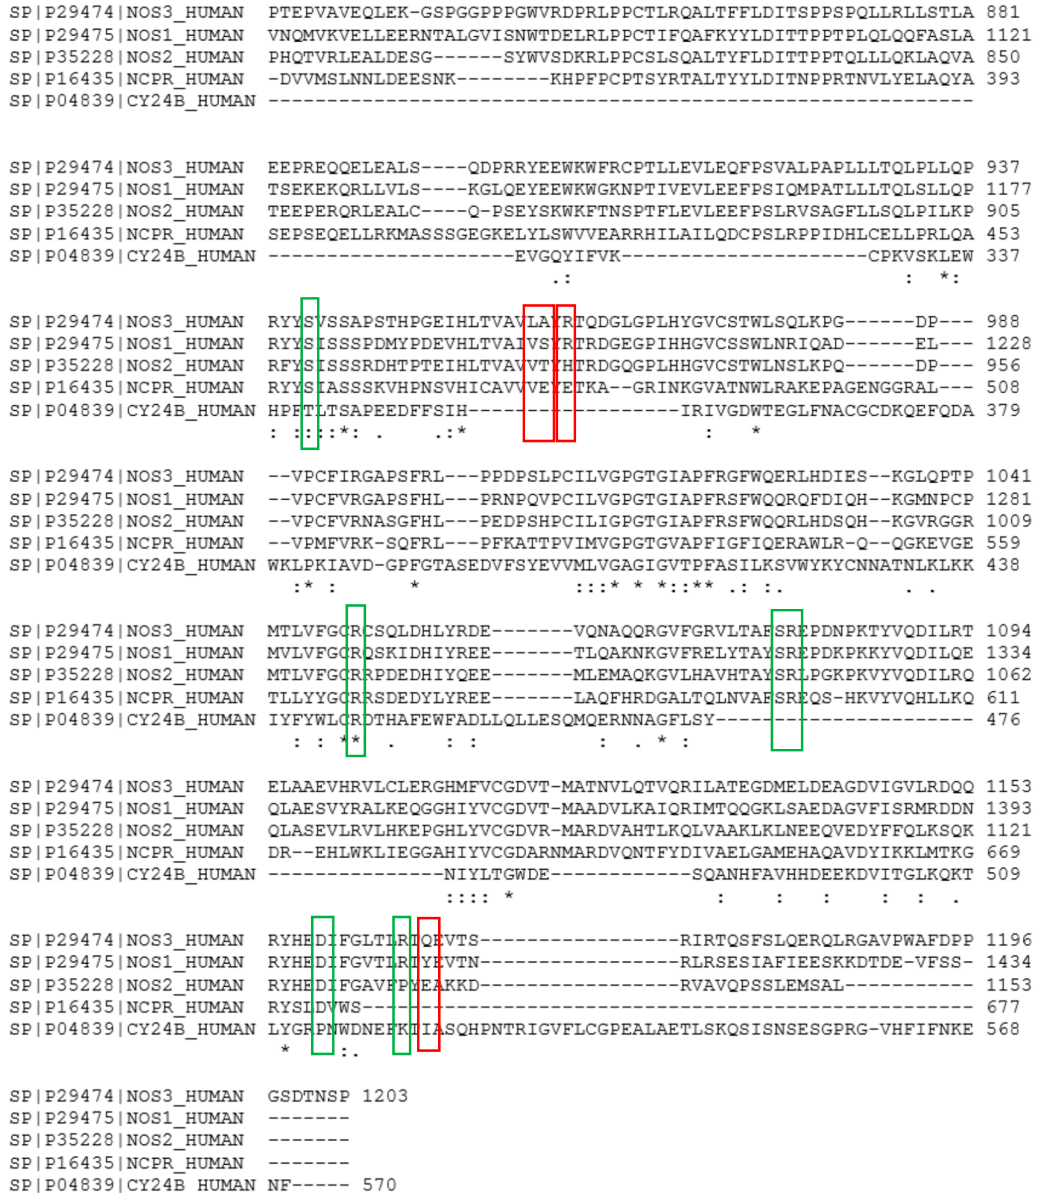 SP|P29474|NOS3_HUMAN PTEPVAVEQLEK-GSPGGPPPGWVRDPRLPPCTLRQALTFFLDITSPPSPQLLRLLSTLA 881
SP|P29475|NOS1_HUMAN VNQMVKVELLEERNTALGVISNWTDELRLPPCTIFQAFKYYLDITTPPTPLQLQQFASLA 1121
SP|P35228|NOS2_HUMAN PHQTVRLEALDESG------SYWVSDKRLPPCSLSQALTYFLDITTPPTQLLLQKLAQVA 850
SP|P16435|NCPR_HUMAN -DVVMSLNNLDEESNK--------KHPFPCPTSYRTALTYYLDITNPPRTNVLYELAQYA 393
SP|P04839|CY24B_HUMAN ------------------------------------------------------------
SP|P29474|NOS3_HUMAN EEPREQQELEALS----QDPRRYEEWKWFRCPTLLEVLEQFPSVALPAPLLLTQLPLLQP 937
SP|P29475|NOS1_HUMAN TSEKEKQRLLVLS----KGLQEYEEWKWGKNPTIVEVLEEFPSIQMPATLLLTQLSLLQP 1177
SP|P35228|NOS2_HUMAN TEEPERQRLEALC----Q-PSEYSKWKFTNSPTFLEVLEEFPSLRVSAGFLLSQLPILKP 905
SP|P16435|NCPR_HUMAN SEPSEQELLRKMASSSGEGKELYLSWVVEARRHILAILQDCPSLRPPIDHLCELLPRLQA 453
SP|P04839|CY24B_HUMAN ---------------------EVGQYIFVK---------------------CPKVSKLEW 337
.: : *:
SP|P29474|NOS3_HUMAN RYYSVSSAPSTHPGEIHLTVAVLAYRTQDGLGPLHYGVCSTWLSQLKPG------DP--- 988
SP|P29475|NOS1_HUMAN RYYSISSSPDMYPDEVHLTVAIVSYRTRDGEGPIHHGVCSSWLNRIQAD------EL--- 1228
SP|P35228|NOS2_HUMAN RFYSISSSRDHTPTEIHLTVAVVTYHTRDGQGPLHHGVCSTWLNSLKPQ------DP--- 956
SP|P16435|NCPR_HUMAN RYYSIASSSKVHPNSVHICAVVVEYETKA--GRINKGVATNWLRAKEPAGENGGRAL--- 508
SP|P04839|CY24B_HUMAN HPFTLTSAPEEDFFSIH------------------IRIVGDWTEGLFNACGCDKQEFQDA 379
: ::::*: . .:* : *
SP|P29474|NOS3_HUMAN --VPCFIRGAPSFRL---PPDPSLPCILVGPGTGIAPFRGFWQERLHDIES--KGLQPTP 1041
SP|P29475|NOS1_HUMAN --VPCFVRGAPSFHL---PRNPQVPCILVGPGTGIAPFRSFWQQRQFDIQH--KGMNPCP 1281
SP|P35228|NOS2_HUMAN --VPCFVRNASGFHL---PEDPSHPCILIGPGTGIAPFRSFWQQRLHDSQH--KGVRGGR 1009
SP|P16435|NCPR_HUMAN --VPMFVRK-SQFRL---PFKATTPVIMVGPGTGVAPFIGFIQERAWLR-Q--QGKEVGE 559
SP|P04839|CY24B_HUMAN WKLPKIAVD-GPFGTASEDVFSYEVVMLVGAGIGVTPFASILKSVWYKYCNNATNLKLKK 438
:* : * :::* * *::** .: :. . .
SP|P29474|NOS3_HUMAN MTLVFGCRCSQLDHLYRDE-------VQNAQQRGVFGRVLTAFSREPDNPKTYVQDILRT 1094
SP|P29475|NOS1_HUMAN MVLVFGCRQSKIDHIYREE-------TLQAKNKGVFRELYTAYSREPDKPKKYVQDILQE 1334
SP|P35228|NOS2_HUMAN MTLVFGCRRPDEDHIYQEE-------MLEMAQKGVLHAVHTAYSRLPGKPKVYVQDILRQ 1062
SP|P16435|NCPR_HUMAN TLLYYGCRRSDEDYLYREE-------LAQFHRDGALTQLNVAFSREQS-HKVYVQHLLKQ 611
SP|P04839|CY24B_HUMAN IYFYWLCRDTHAFEWFADLLQLLESQMQERNNAGFLSY---------------------- 476
: : ** . : : : . * :
SP|P29474|NOS3_HUMAN ELAAEVHRVLCLERGHMFVCGDVT-MATNVLQTVQRILATEGDMELDEAGDVIGVLRDQQ 1153
SP|P29475|NOS1_HUMAN QLAESVYRALKEQGGHIYVCGDVT-MAADVLKAIQRIMTQQGKLSAEDAGVFISRMRDDN 1393
SP|P35228|NOS2_HUMAN QLASEVLRVLHKEPGHLYVCGDVR-MARDVAHTLKQLVAAKLKLNEEQVEDYFFQLKSQK 1121
SP|P16435|NCPR_HUMAN DR--EHLWKLIEGGAHIYVCGDARNMARDVQNTFYDIVAELGAMEHAQAVDYIKKLMTKG 669
SP|P04839|CY24B_HUMAN ---------------NIYLTGWDE------------SQANHFAVHHDEEKDVITGLKQKT 509
:::: * : : : : : .
SP|P29474|NOS3_HUMAN RYHEDIFGLTLRTQEVTS-----------------RIRTQSFSLQERQLRGAVPWAFDPP 1196
SP|P29475|NOS1_HUMAN RYHEDIFGVTLRTYEVTN-----------------RLRSESIAFIEESKKDTDE-VFSS- 1434
SP|P35228|NOS2_HUMAN RYHEDIFGAVFPYEAKKD-----------------RVAVQPSSLEMSAL----------- 1153
SP|P16435|NCPR_HUMAN RYSLDVWS---------------------------------------------------- 677
SP|P04839|CY24B_HUMAN LYGRPNWDNEFKTIASQHPNTRIGVFLCGPEALAETLSKQSISNSESGPRG-VHFIFNKE 568
* :.
SP|P29474|NOS3_HUMAN GSDTNSP 1203
SP|P29475|NOS1_HUMAN -------
SP|P35228|NOS2_HUMAN -------
SP|P16435|NCPR_HUMAN -------
SP|P04839|CY24B_HUMAN NF----- 570